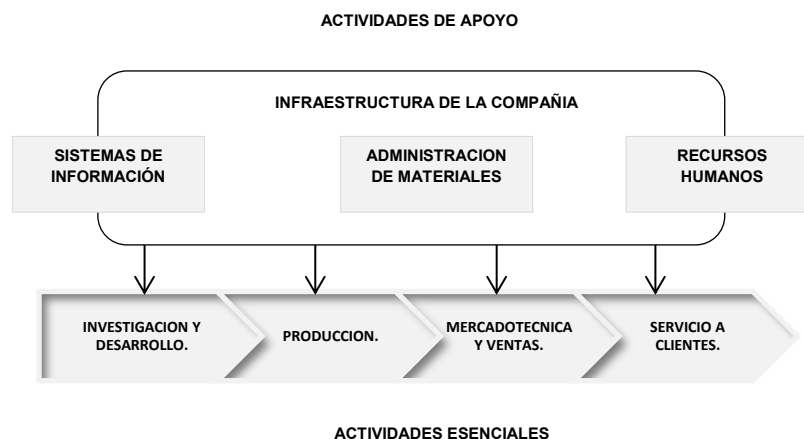 ACTIVIDADES DE APOYO
INFRAESTRUCTURA DE LA COMPAÑIA
SISTEMAS DE
INFORMACIÓN
ADMINISTRACION
DE MATERIALES
RECURSOS
HUMANOS
INVESTIGACION Y
DESARROLLO.
PRODUCCION.
MERCADOTECNICA
Y VENTAS.
SERVICIO A
CLIENTES.
ACTIVIDADES ESENCIALES